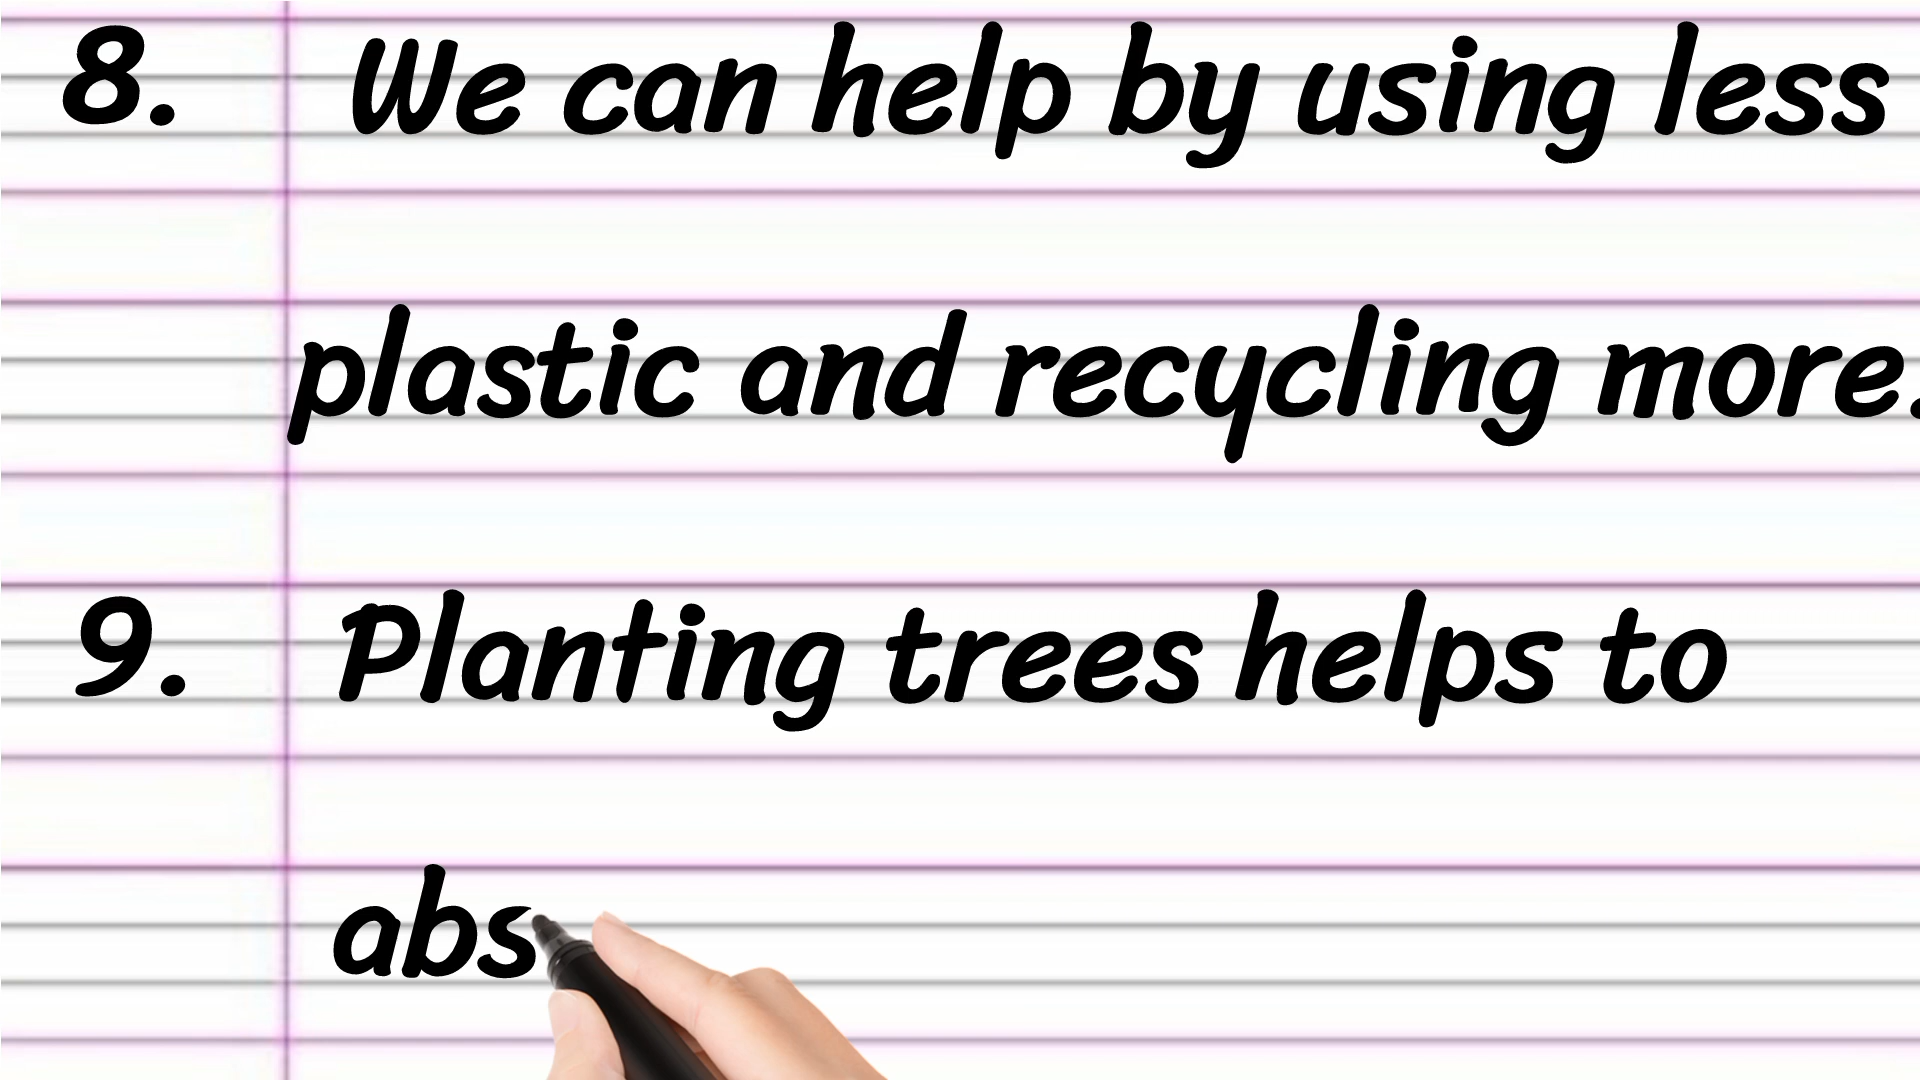 8. We can help by using less
plastic and recycling more.
9. Planting trees helps to
abs